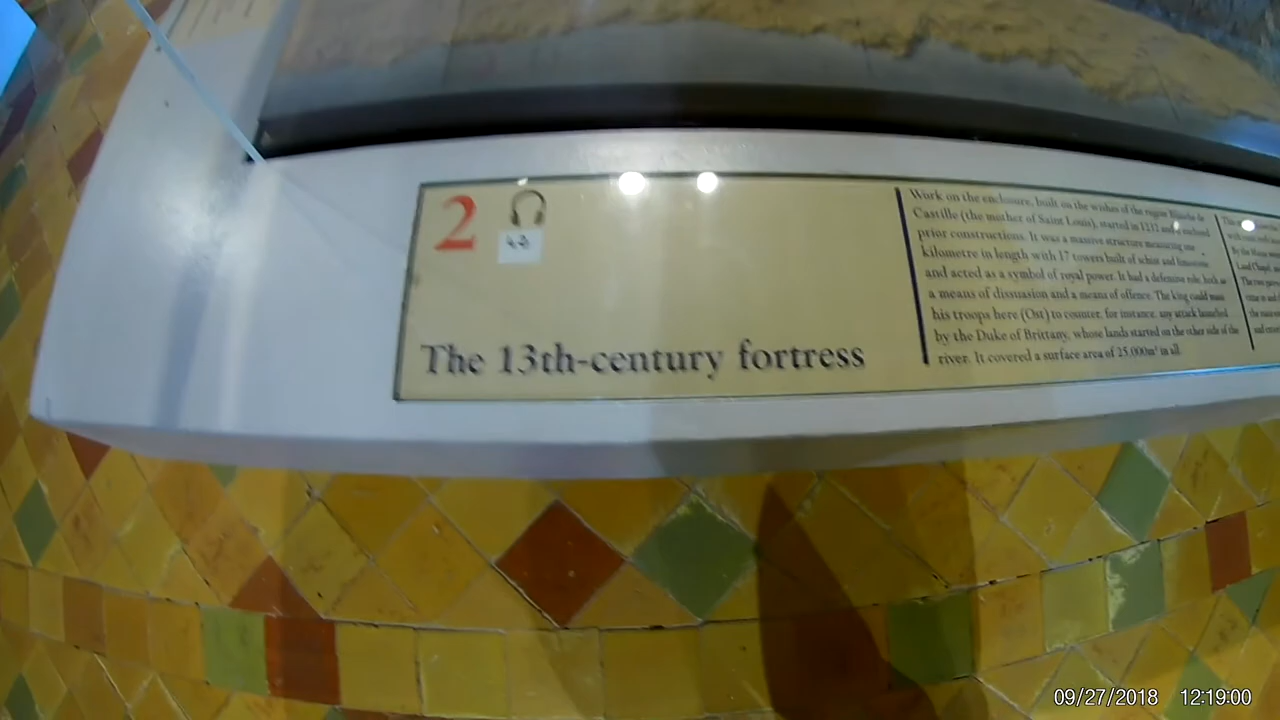 2
42
The 13th-century fortress
Work on the enclosure, built on the wishes of the regent Blanche de
Castille (the mother of Saint Louis), started in 1231 and replaced
prior constructions. It was a massive structure measuring one
kilometre in length with 17 towers built of schist and limestone
and acted as a symbol of royal power. It had a defensive role, both as
a means of dissuasion and a means of offence. The king could muster
his troops here (Ost) to counter, for instance, any attack launched
by the Duke of Brittany, whose lands started on the other side of the
river. It covered a surface area of 25,000m² in all.
09/27/2018 12:19:00